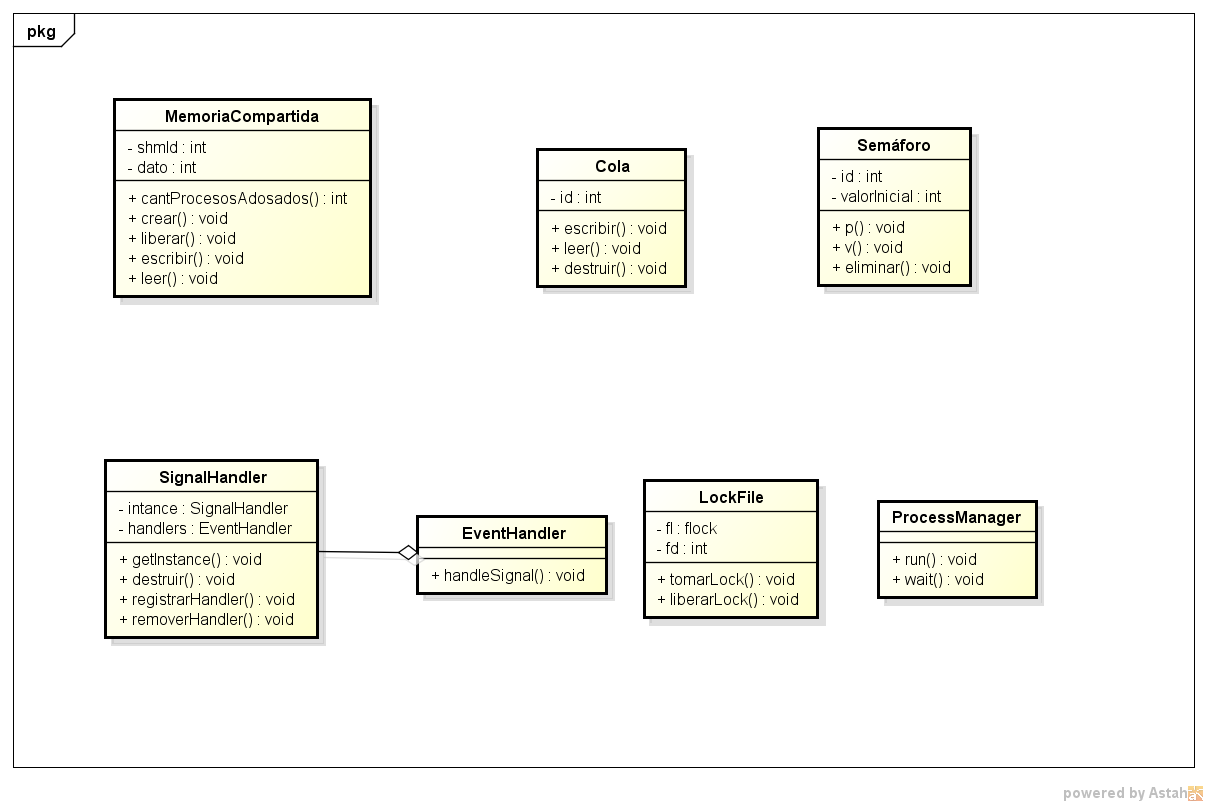 pkg
MemoriaCompartida
- shmId : int
- dato : int
+ cantProcesosAdosados() : int
+ crear() : void
+ liberar() : void
+ escribir() : void
+ leer() : void
Cola
- id : int
+ escribir() : void
+ leer() : void
+ destruir() : void
Semáforo
- id : int
- valorInicial : int
+ p() : void
+ v() : void
+ eliminar() : void
SignalHandler
- intance : SignalHandler
- handlers : EventHandler
+ getInstance() : void
+ destruir() : void
+ registrarHandler() : void
+ removerHandler() : void
EventHandler
+ handleSignal() : void
LockFile
- fl : flock
- fd : int
+ tomarLock() : void
+ liberarLock() : void
ProcessManager
+ run() : void
+ wait() : void
powered by Astah